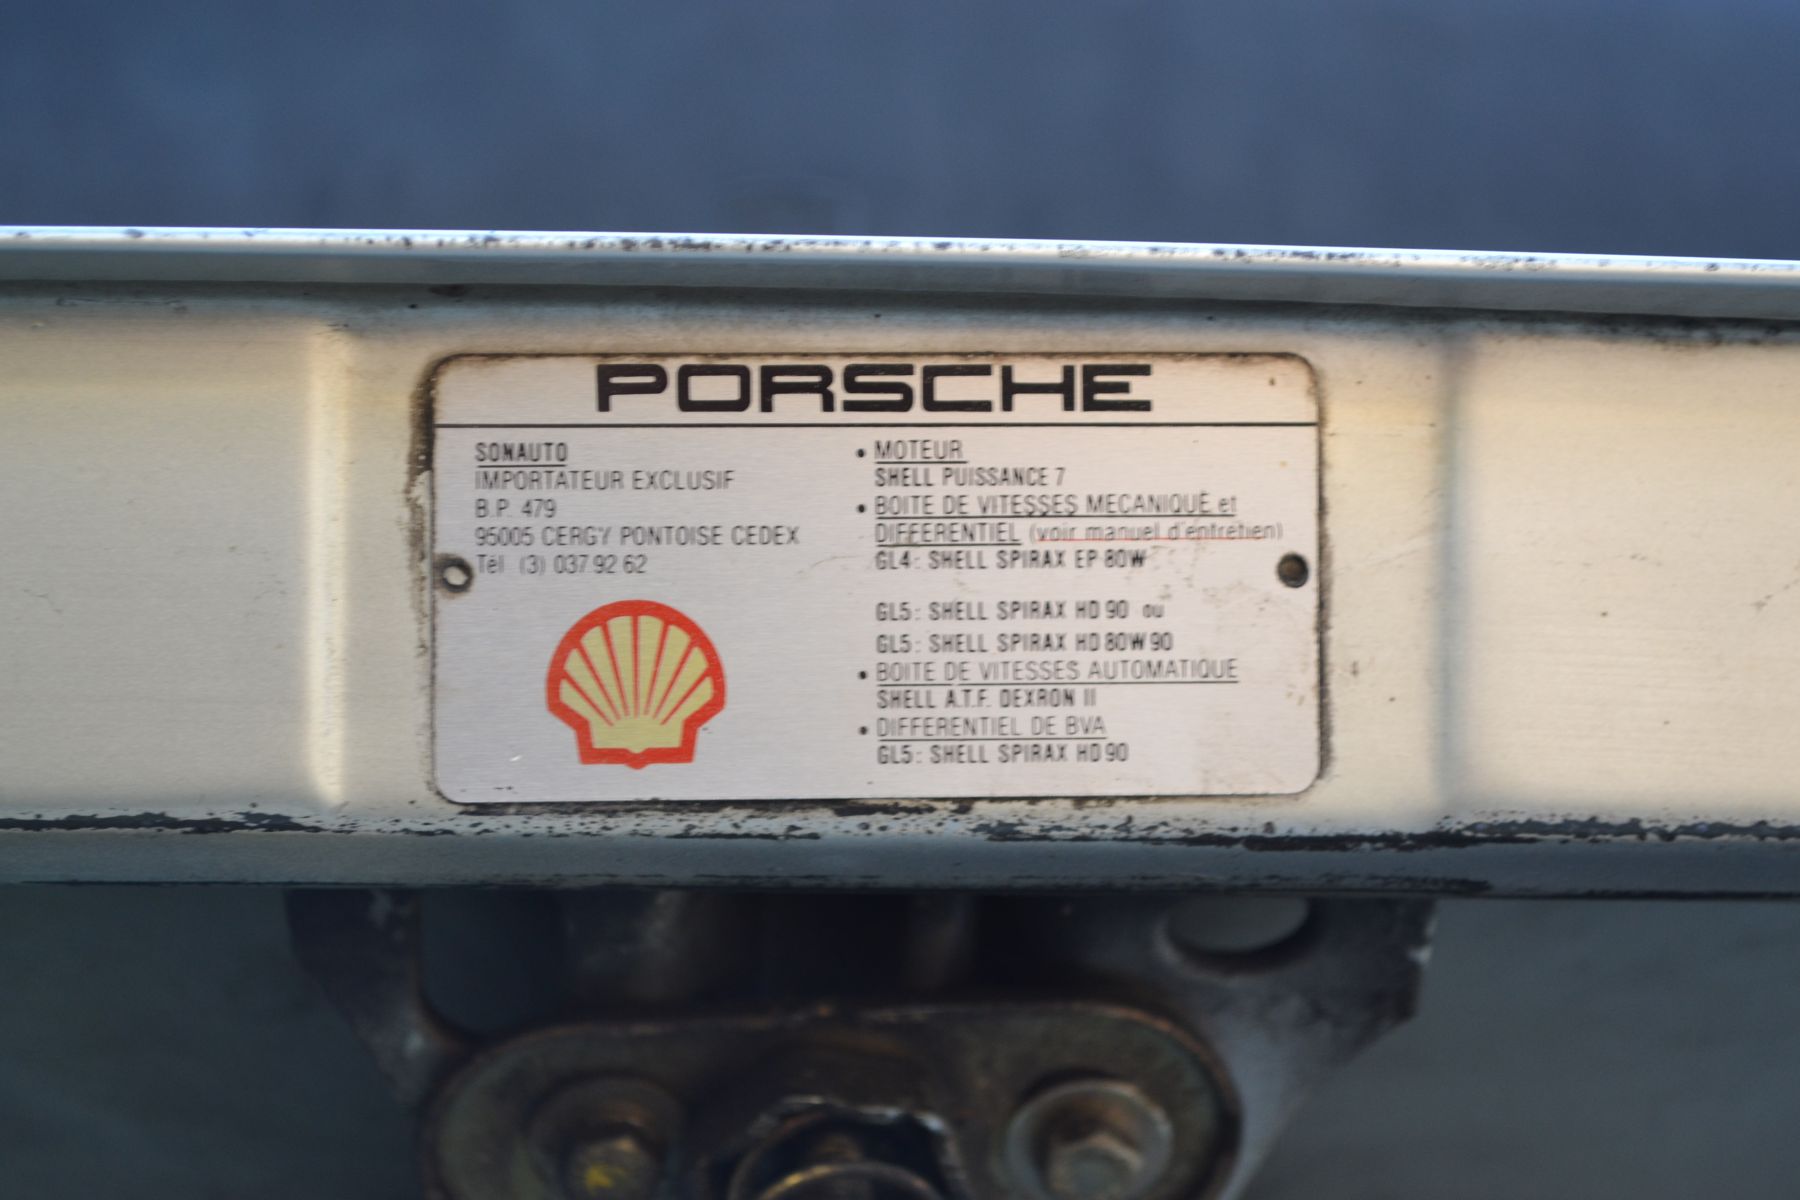 PORSCHE
SONAUTO
IMPORTATEUR EXCLUSIF
B.P. 479
95005 CERGY PONTOISE CEDEX
Tél (3) 037 92 62
• MOTEUR
SHELL PUISSANCE 7
• BOITE DE VITESSES MECANIQUE et
DIFFERENTIEL (voir manuel d'entretien)
GL4: SHELL SPIRAX EP 80W
GL5: SHELL SPIRAX HD 90 ou
GL5: SHELL SPIRAX HD 80W 90
• BOITE DE VITESSES AUTOMATIQUE
SHELL A.T.F. DEXRON II
• DIFFERENTIEL DE BVA
GL5: SHELL SPIRAX HD 90